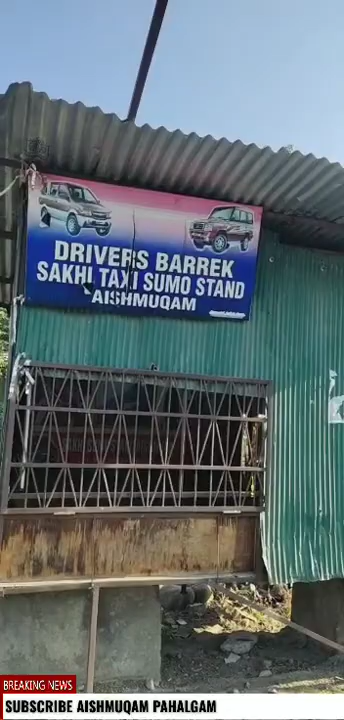 DRIVERS BARREK
SAKHI TAXI SUMO STAND
AISHMUQAM
BREAKING NEWS
SUBSCRIBE AISHMUQAM PAHALGAM